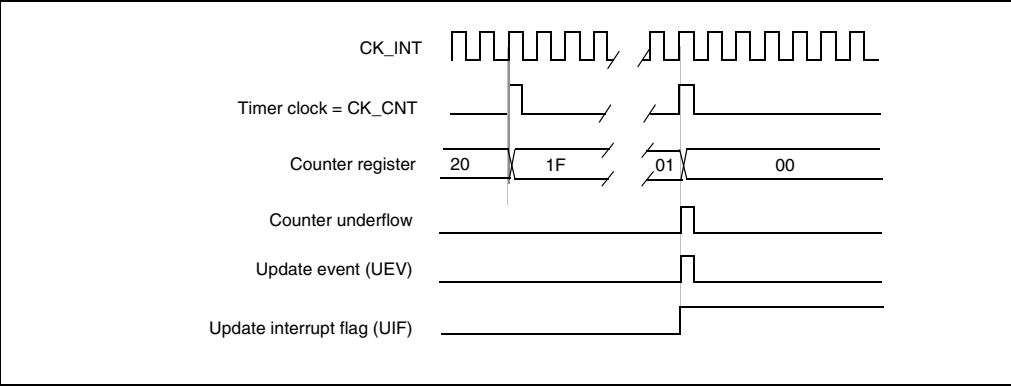 CK_INT
Timer clock = CK_CNT
Counter register 20 1F 01 00
Counter underflow
Update event (UEV)
Update interrupt flag (UIF)